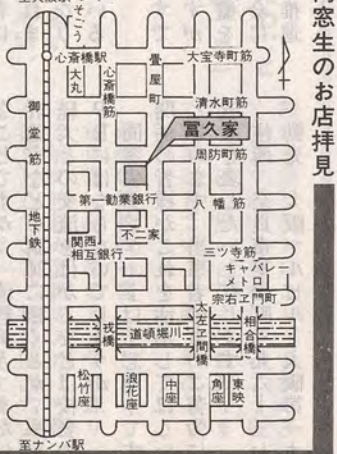 同窓生のお店拝見
そごう
心斎橋駅
大丸
心斎橋筋
畳屋町
大宝寺町筋
清水町筋
冨久家
周防町筋
御堂筋
地下鉄
第一勧業銀行
八幡筋
不二家
関西
相互銀行
三ツ寺筋
キャバレー
メトロ
宗右ヱ門町
戎橋
道頓堀川
太左ヱ門橋
相合橋
松竹座
浪花座
中座
角座
東映
至ナンバ駅